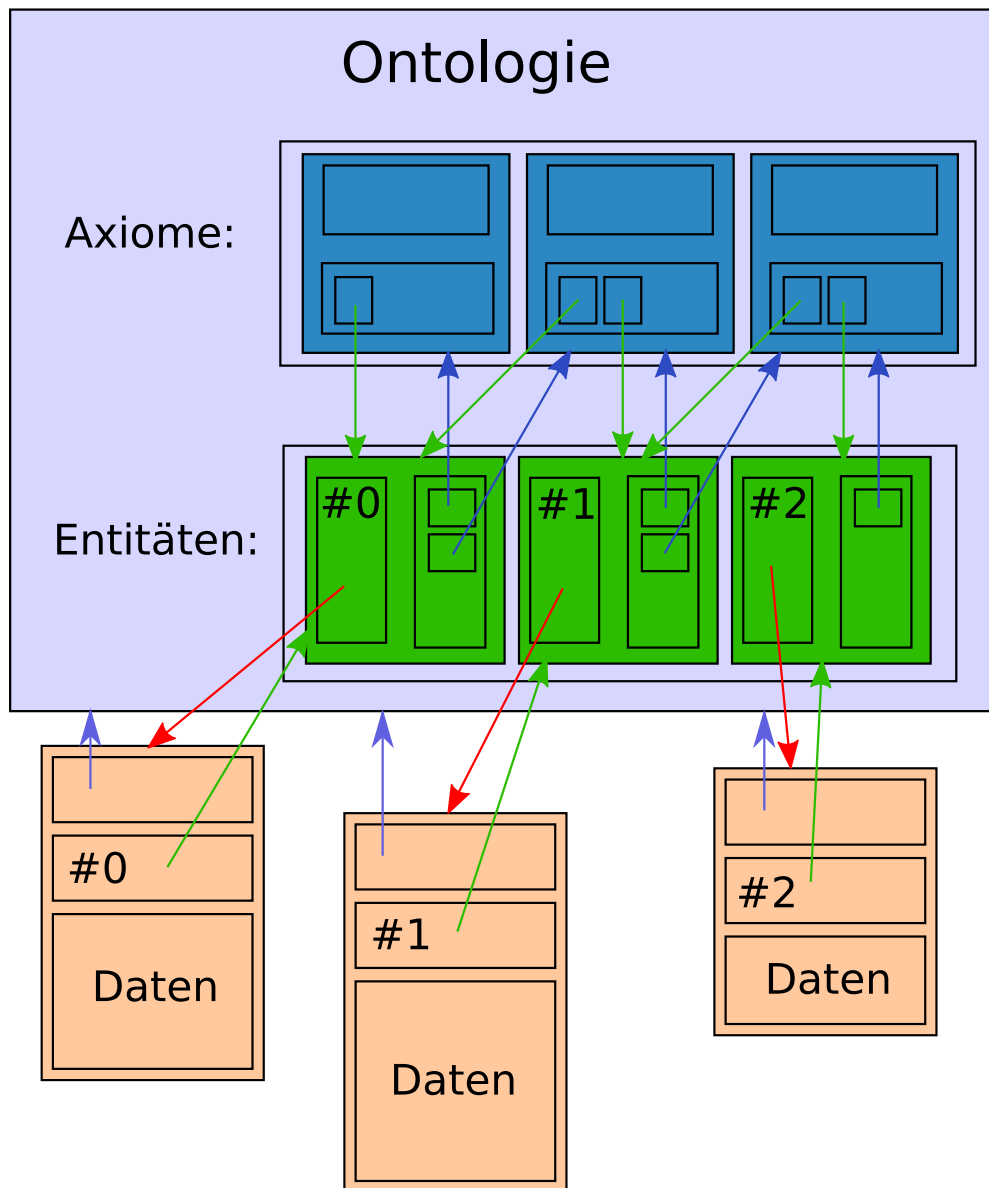 Ontologie
Axiome:
Entitäten:
#0
#1
#2
#0
Daten
#1
Daten
#2
Daten